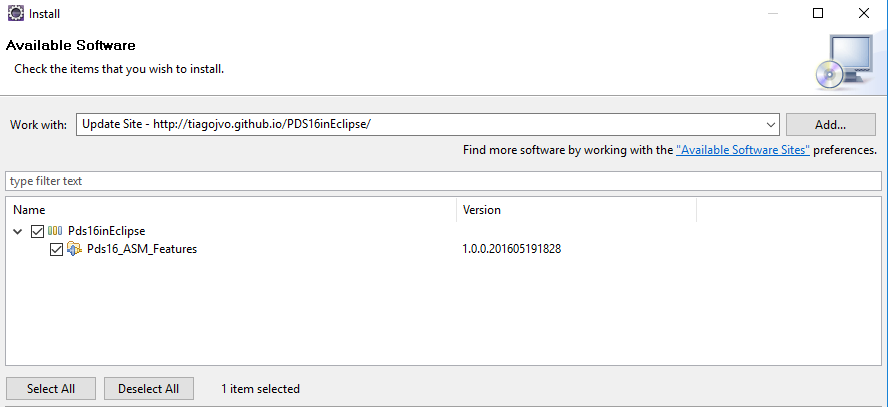 Install
Available Software
Check the items that you wish to install.
Work with: Update Site - http://tiagojvo.github.io/PDS16inEclipse/ Add...
Find more software by working with the "Available Software Sites" preferences.
type filter text
Name Version
Pds16inEclipse
Pds16_ASM_Features 1.0.0.201605191828
Select All Deselect All 1 item selected